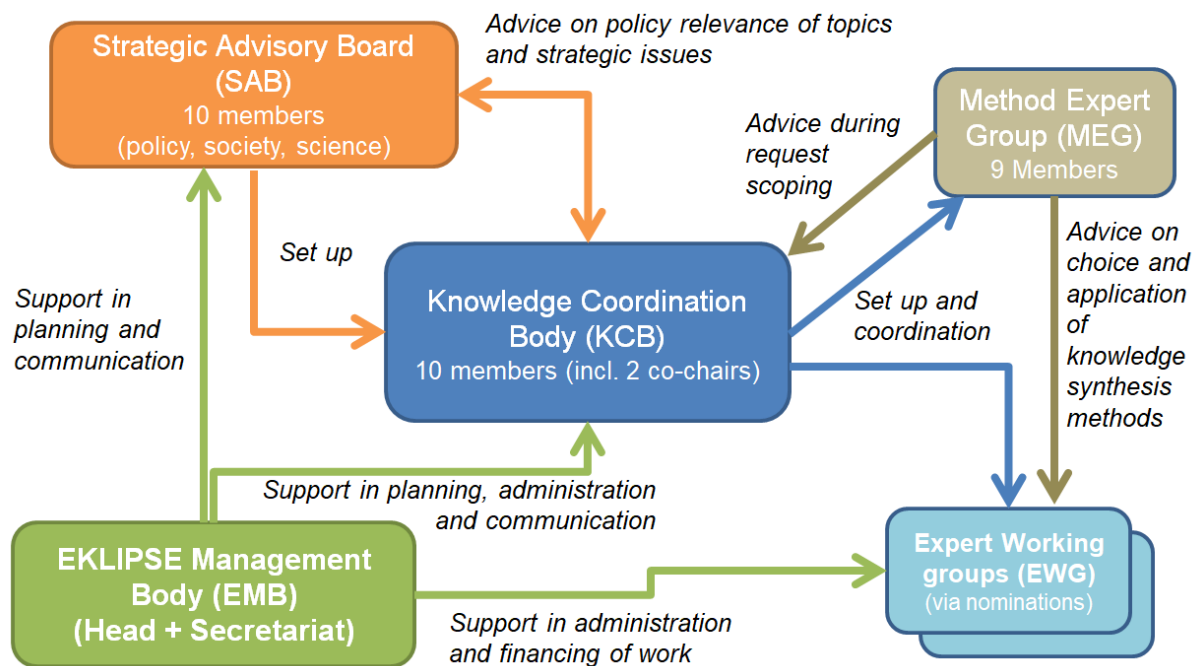 Strategic Advisory Board
(SAB)
10 members
(policy, society, science)
Advice on policy relevance of topics
and strategic issues
Method Expert
Group (MEG)
9 Members
Advice during
request
scoping
Set up
Support in
planning and
communication
Knowledge Coordination
Body (KCB)
10 members (incl. 2 co-chairs)
Set up and
coordination
Advice on
choice and
application
of
knowledge
synthesis
methods
Support in planning, administration
and communication
EKLIPSE Management
Body (EMB)
(Head + Secretariat)
Expert Working
groups (EWG)
(via nominations)
Support in administration
and financing of work